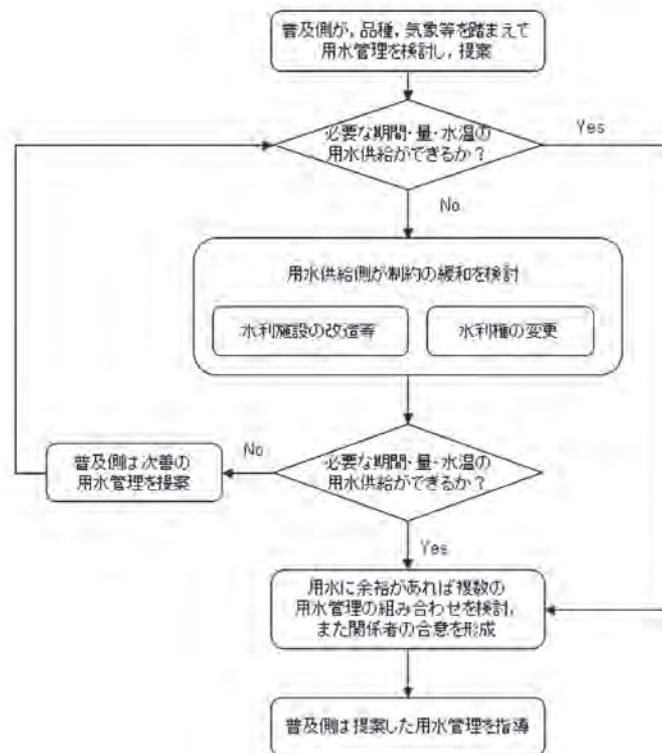 普及側が，品種，気象等を踏まえて
用水管理を検討し，提案
必要な期間・量・水温の
用水供給ができるか？
Yes
No
用水供給側が制約の緩和を検討
水利施設の改造等
水利権の変更
普及側は次善の
用水管理を提案
No
必要な期間・量・水温の
用水供給ができるか？
Yes
用水に余裕があれば複数の
用水管理の組み合わせを検討，
また関係者の合意を形成
普及側は提案した用水管理を指導